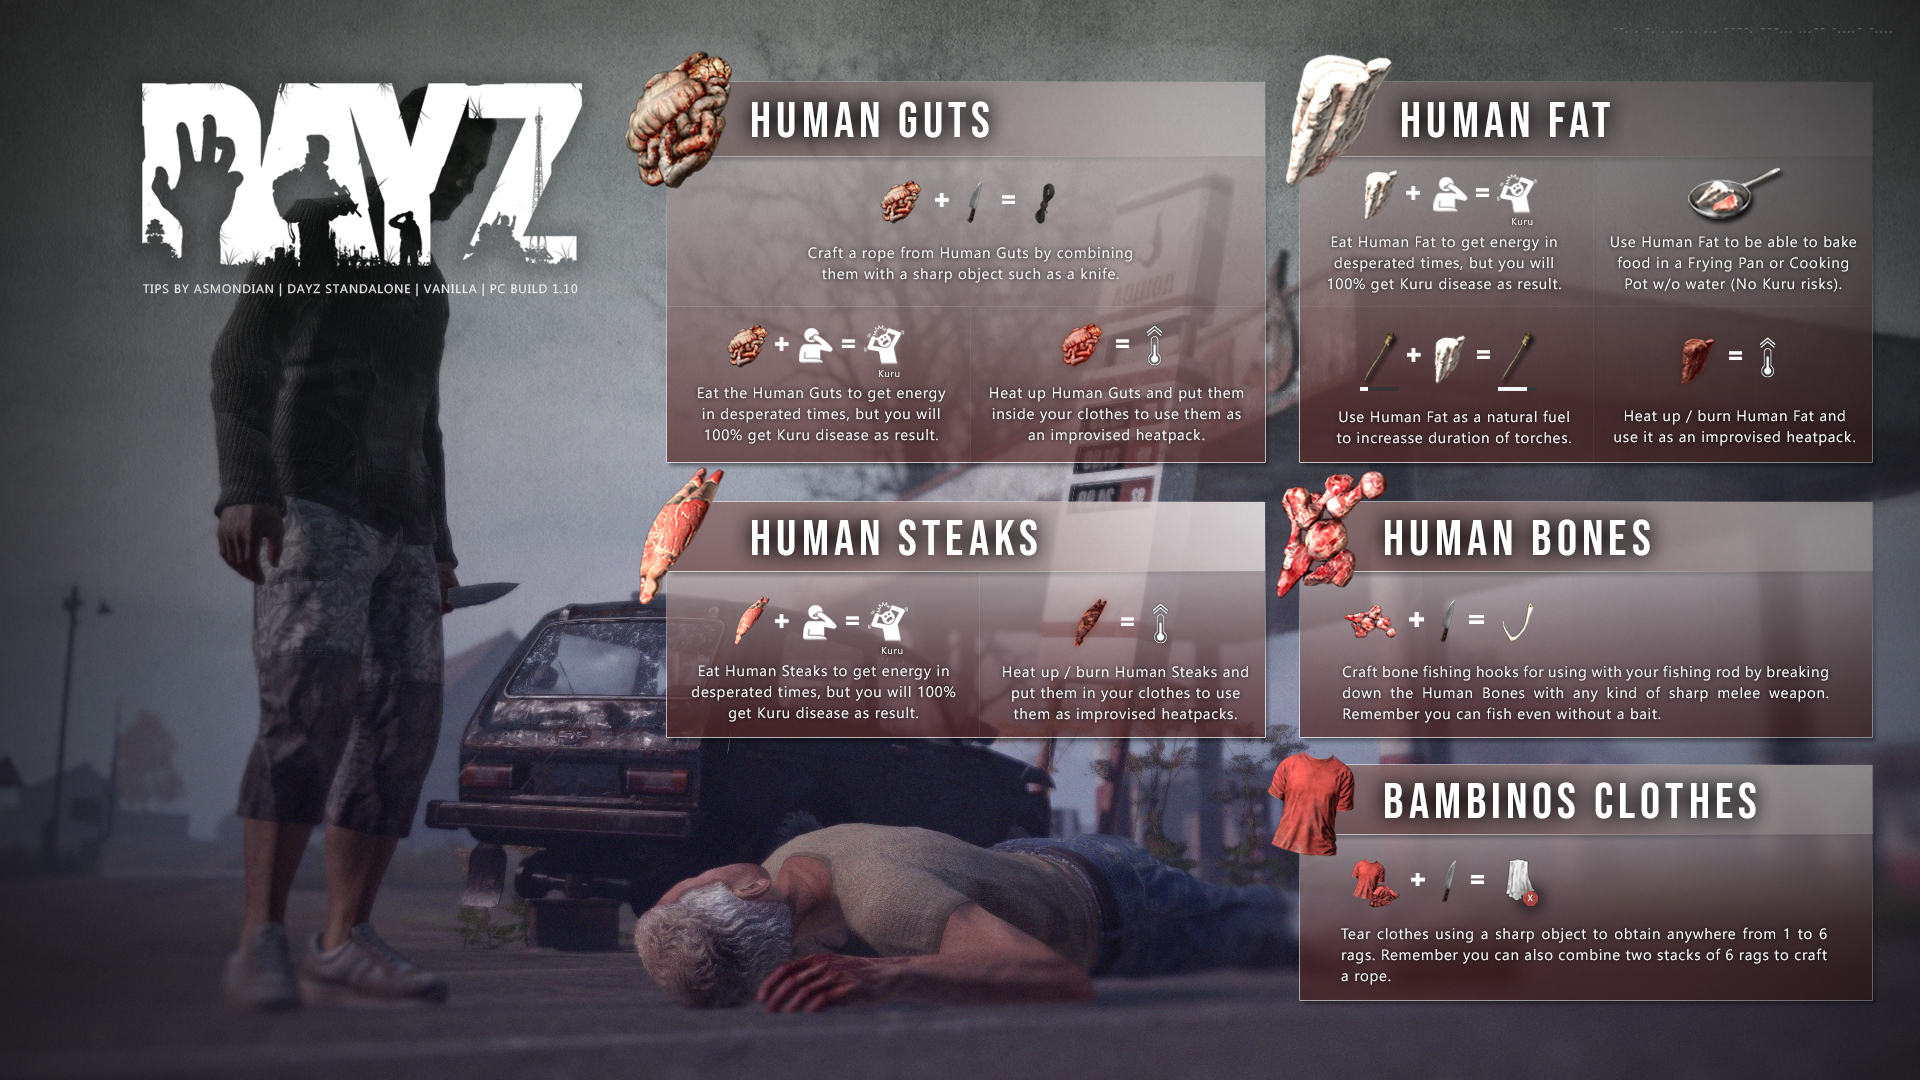 DAYZ
TIPS BY ASMONDIAN | DAYZ STANDALONE | VANILLA | PC BUILD 1.10
HUMAN GUTS
Craft a rope from Human Guts by combining
them with a sharp object such as a knife.
Kuru
Eat the Human Guts to get energy
in desperated times, but you will
100% get Kuru disease as result.
Heat up Human Guts and put them
inside your clothes to use them as
an improvised heatpack.
HUMAN FAT
Kuru
Eat Human Fat to get energy in
desperated times, but you will
100% get Kuru disease as result.
Use Human Fat to be able to bake
food in a Frying Pan or Cooking
Pot w/o water (No Kuru risks).
Use Human Fat as a natural fuel
to increasse duration of torches.
Heat up / burn Human Fat and
use it as an improvised heatpack.
HUMAN STEAKS
Kuru
Eat Human Steaks to get energy in
desperated times, but you will 100%
get Kuru disease as result.
Heat up / burn Human Steaks and
put them in your clothes to use
them as improvised heatpacks.
HUMAN BONES
Craft bone fishing hooks for using with your fishing rod by breaking
down the Human Bones with any kind of sharp melee weapon.
Remember you can fish even without a bait.
BAMBINOS CLOTHES
X
Tear clothes using a sharp object to obtain anywhere from 1 to 6
rags. Remember you can also combine two stacks of 6 rags to craft
a rope.